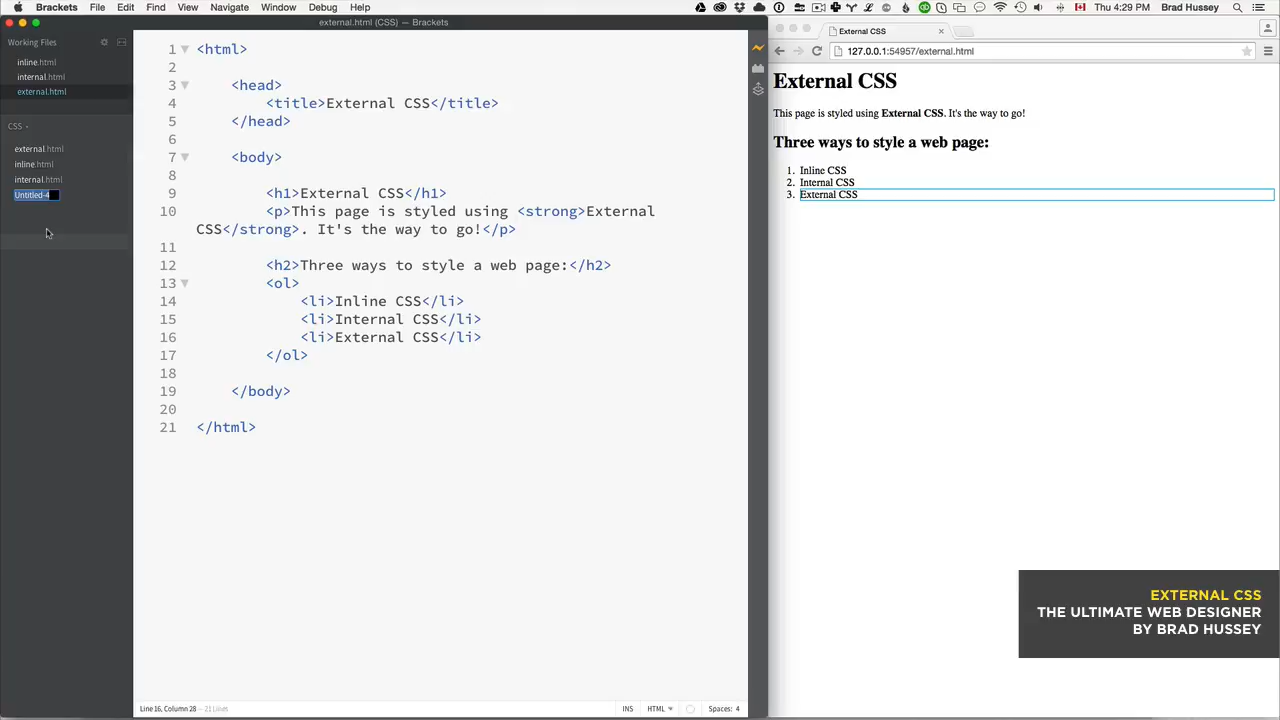 Brackets File Edit Find View Navigate Window Debug Help
Thu 4:29 PM Brad Hussey
external.html (CSS) — Brackets
Working Files
inline.html
internal.html
external.html
CSS
external.html
inline.html
internal.html
Untitled-4
1 <html>
2
3 <head>
4 <title>External CSS</title>
5 </head>
6
7 <body>
8
9 <h1>External CSS</h1>
10 <p>This page is styled using <strong>External
CSS</strong>. It's the way to go!</p>
11
12 <h2>Three ways to style a web page:</h2>
13 <ol>
14 <li>Inline CSS</li>
15 <li>Internal CSS</li>
16 <li>External CSS</li>
17 </ol>
18
19 </body>
20
21 </html>
Line 16, Column 28 — 21 Lines
INS HTML Spaces: 4
External CSS
127.0.0.1:54957/external.html
External CSS
This page is styled using External CSS. It's the way to go!
Three ways to style a web page:
1. Inline CSS
2. Internal CSS
3. External CSS
EXTERNAL CSS
THE ULTIMATE WEB DESIGNER
BY BRAD HUSSEY